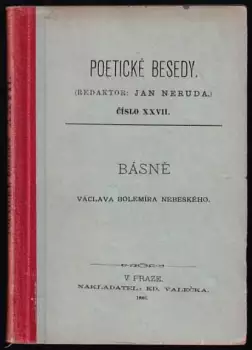 POETICKÉ BESEDY.
(REDAKTOR: JAN NERUDA.)
ČÍSLO XXVII.
BÁSNĚ
VÁCLAVA BOLEMÍRA NEBESKÉHO.
V PRAZE.
NAKLADATEL: ED. VALEČKA.